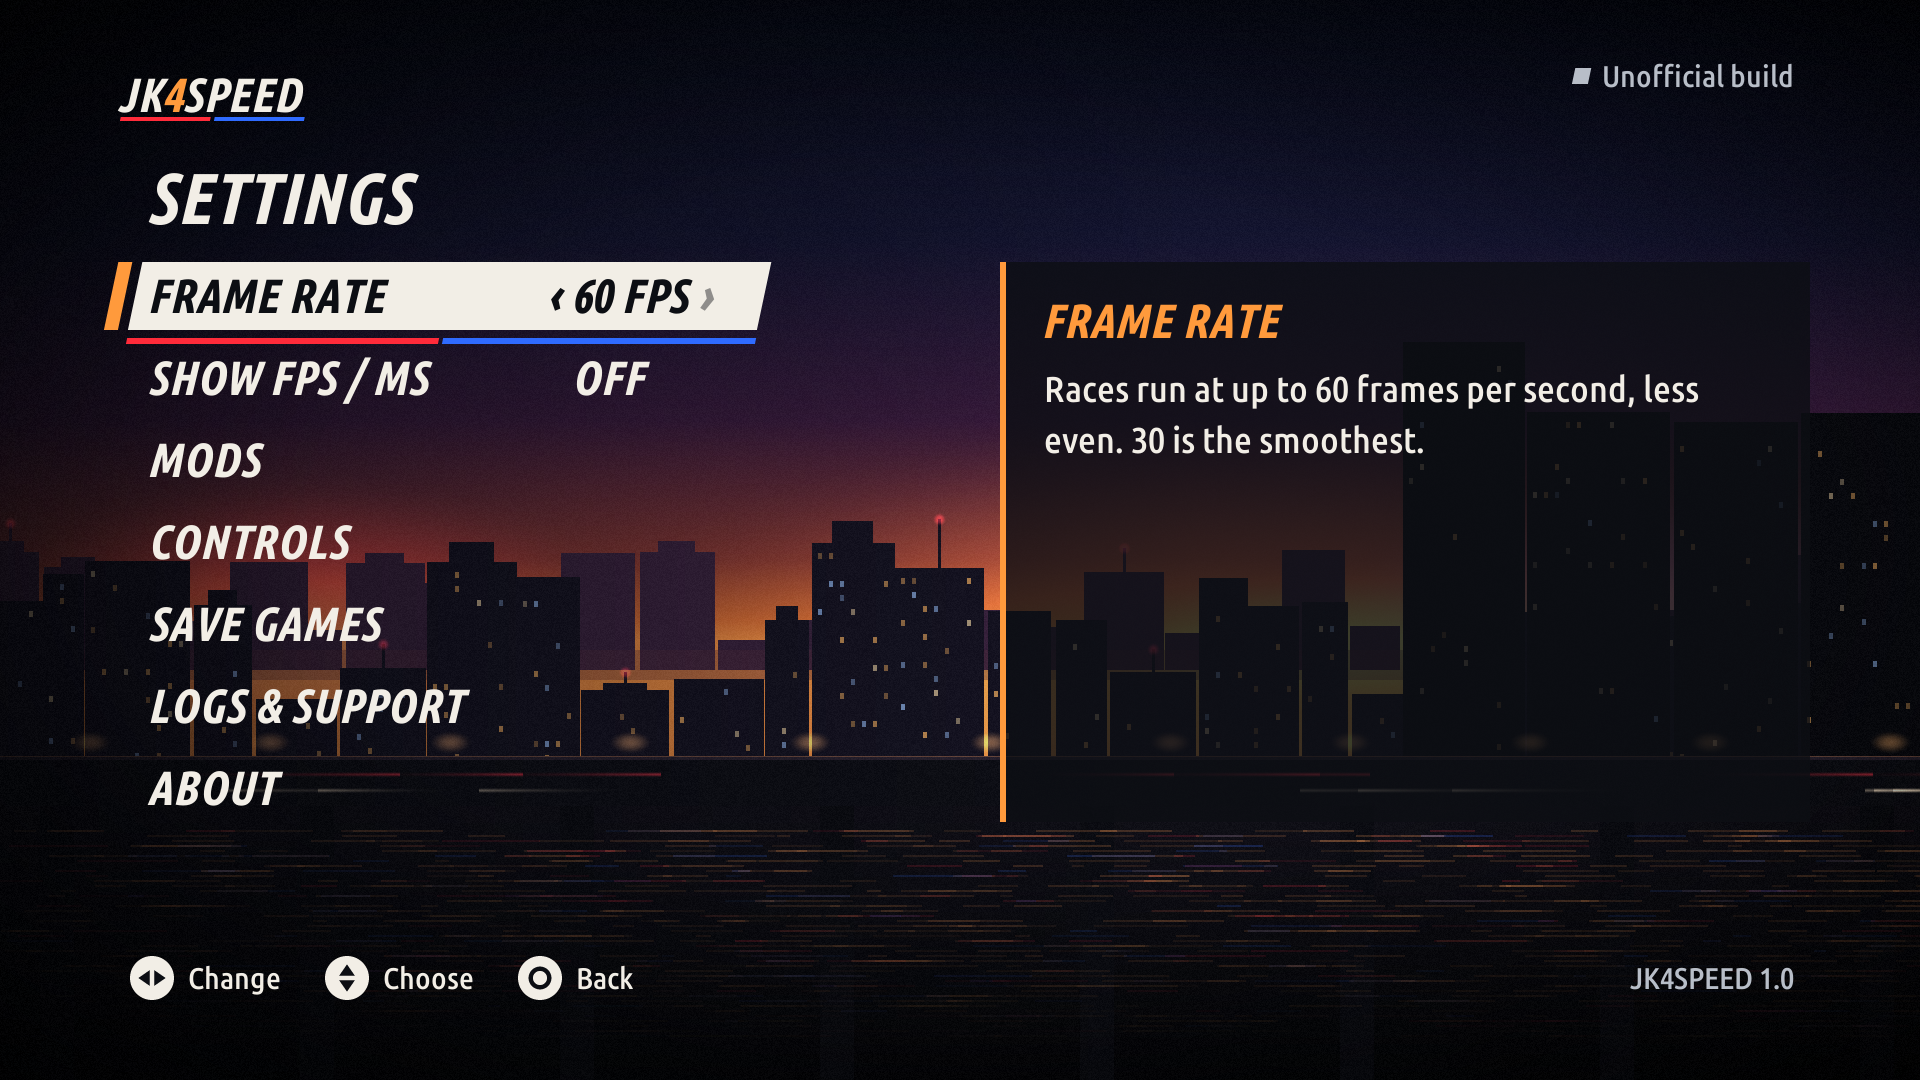 JK4SPEED
Unofficial build
SETTINGS
FRAME RATE ‹ 60 FPS ›
SHOW FPS / MS OFF
MODS
CONTROLS
SAVE GAMES
LOGS & SUPPORT
ABOUT
FRAME RATE
Races run at up to 60 frames per second, less
even. 30 is the smoothest.
Change Choose Back
JK4SPEED 1.0